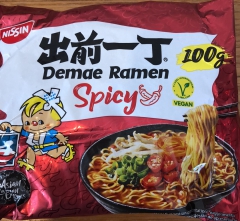 NISSIN
出前一丁®
100g
Demae Ramen
Spicy
VEGAN